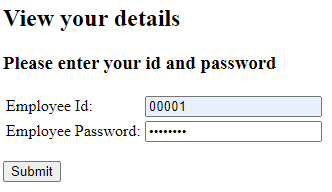 View your details
Please enter your id and password
Employee Id: 00001
Employee Password: ••••••••
Submit